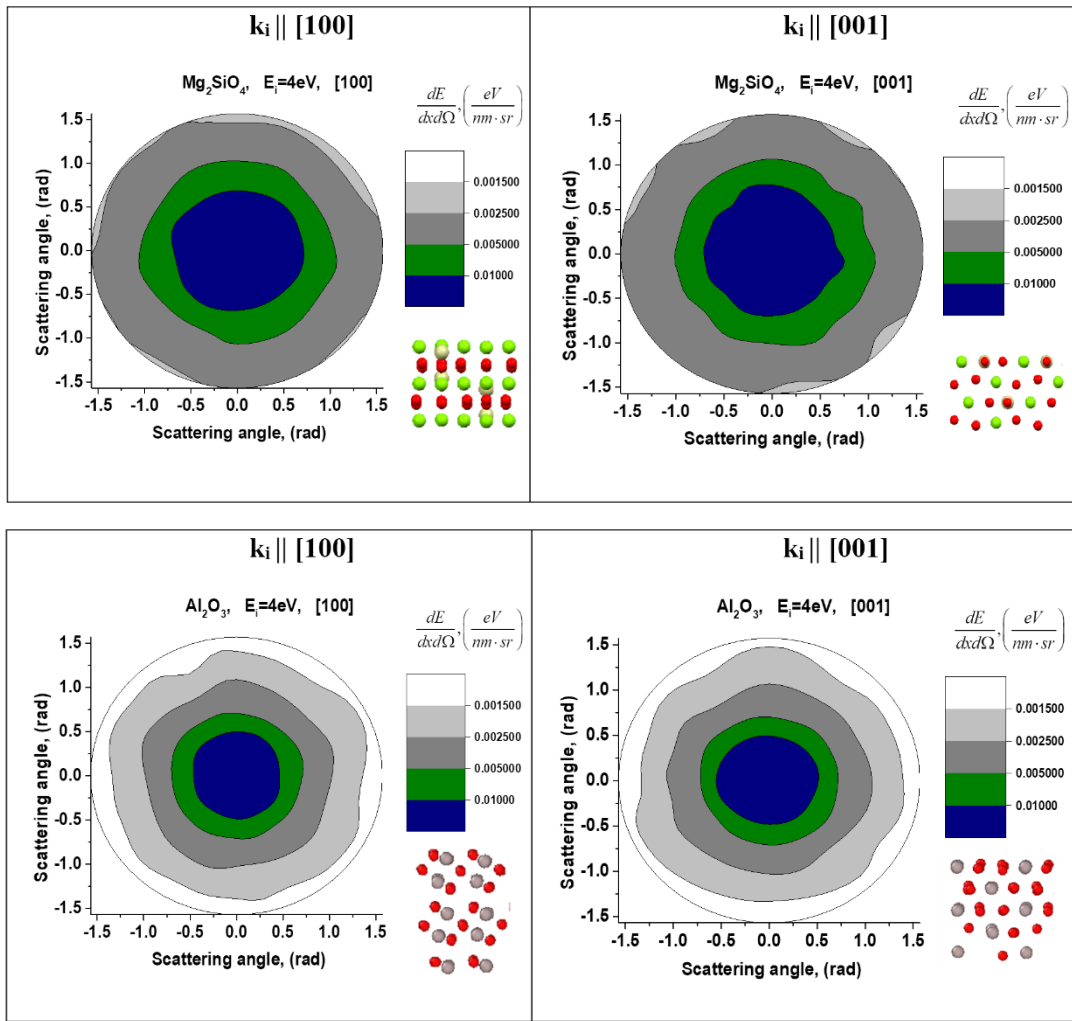 k_i || [100]
Mg₂SiO₄, E_i=4eV, [100]
dE/dxdΩ, (eV/nm·sr)
0.001500
0.002500
0.005000
0.01000
1.5
1.0
0.5
0.0
-0.5
-1.0
-1.5
Scattering angle, (rad)
-1.5 -1.0 -0.5 0.0 0.5 1.0 1.5
Scattering angle, (rad)
k_i || [001]
Mg₂SiO₄, E_i=4eV, [001]
dE/dxdΩ, (eV/nm·sr)
0.001500
0.002500
0.005000
0.01000
1.5
1.0
0.5
0.0
-0.5
-1.0
-1.5
Scattering angle, (rad)
-1.5 -1.0 -0.5 0.0 0.5 1.0 1.5
Scattering angle, (rad)
k_i || [100]
Al₂O₃, E_i=4eV, [100]
dE/dxdΩ, (eV/nm·sr)
0.001500
0.002500
0.005000
0.01000
1.5
1.0
0.5
0.0
-0.5
-1.0
-1.5
Scattering angle, (rad)
-1.5 -1.0 -0.5 0.0 0.5 1.0 1.5
Scattering angle, (rad)
k_i || [001]
Al₂O₃, E_i=4eV, [001]
dE/dxdΩ, (eV/nm·sr)
0.001500
0.002500
0.005000
0.01000
1.5
1.0
0.5
0.0
-0.5
-1.0
-1.5
Scattering angle, (rad)
-1.5 -1.0 -0.5 0.0 0.5 1.0 1.5
Scattering angle, (rad)